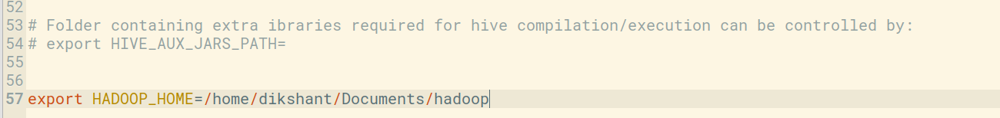 52
53 # Folder containing extra ibraries required for hive compilation/execution can be controlled by:
54 # export HIVE_AUX_JARS_PATH=
55
56
57 export HADOOP_HOME=/home/dikshant/Documents/hadoop